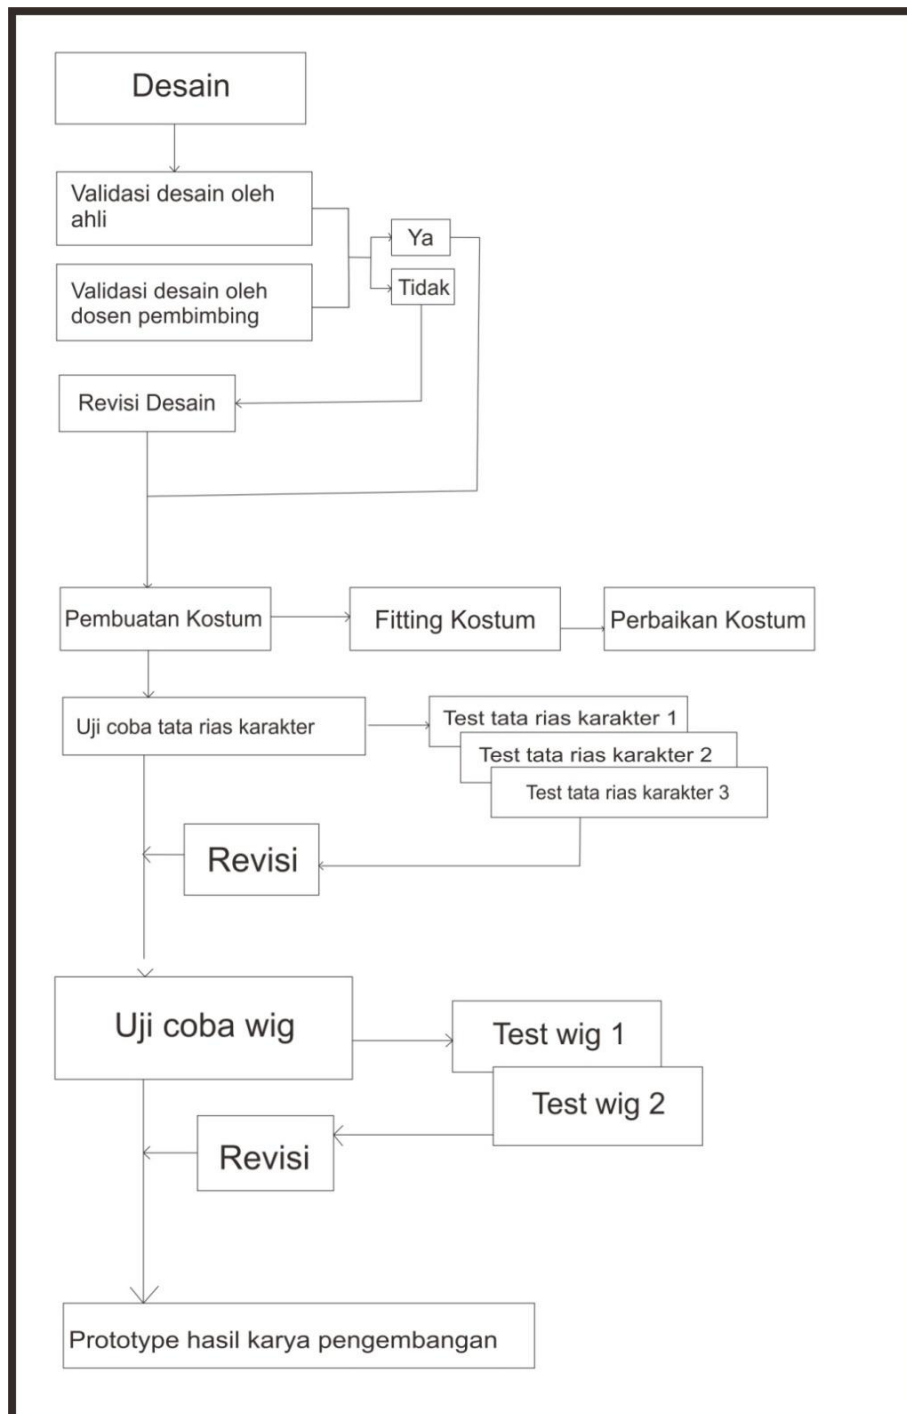 Desain
Validasi desain oleh
ahli
Ya
Validasi desain oleh
dosen pembimbing
Tidak
Revisi Desain
Pembuatan Kostum
Fitting Kostum
Perbaikan Kostum
Uji coba tata rias karakter
Test tata rias karakter 1
Test tata rias karakter 2
Test tata rias karakter 3
Revisi
Uji coba wig
Test wig 1
Test wig 2
Revisi
Prototype hasil karya pengembangan